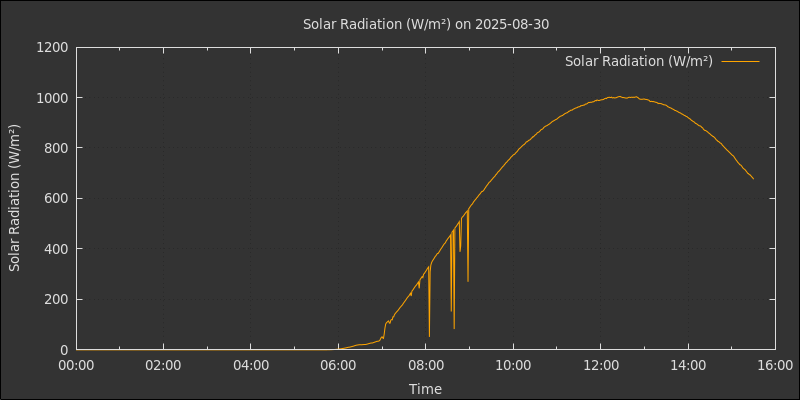 Solar Radiation (W/m²) on 2025-08-30
Solar Radiation (W/m²)
Solar Radiation (W/m²)
1200
1000
800
600
400
200
0
00:00 02:00 04:00 06:00 08:00 10:00 12:00 14:00 16:00
Time